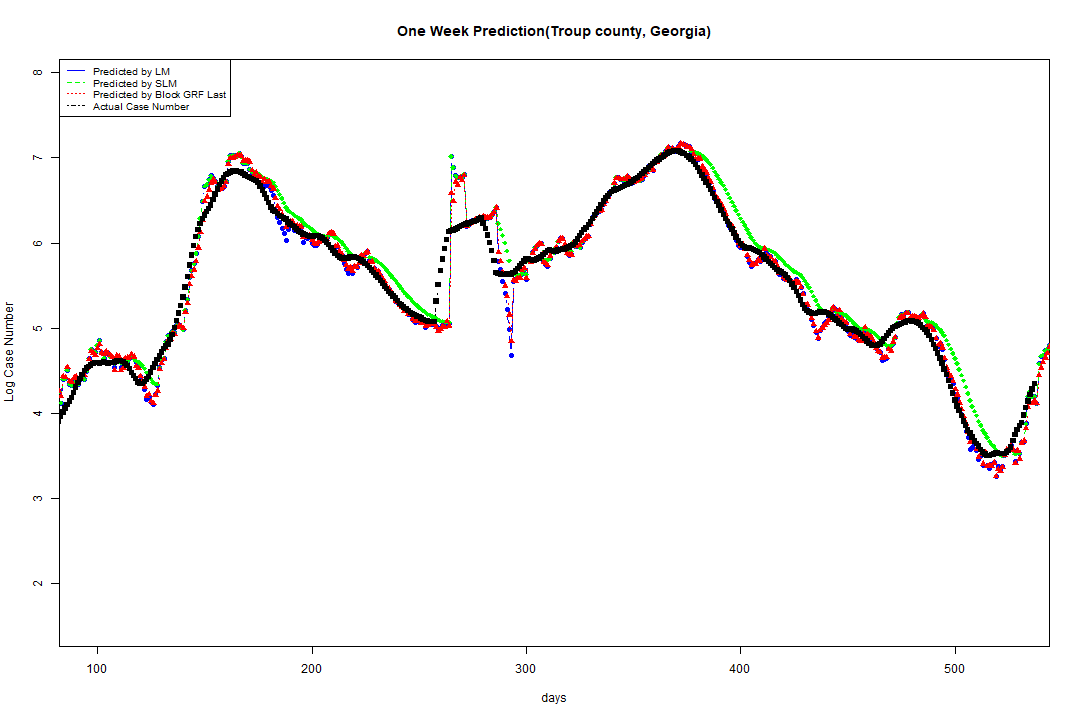 One Week Prediction(Troup county, Georgia)
Predicted by LM
Predicted by SLM
Predicted by Block GRF Last
Actual Case Number
8
7
6
5
4
3
2
Log Case Number
100 200 300 400 500
days